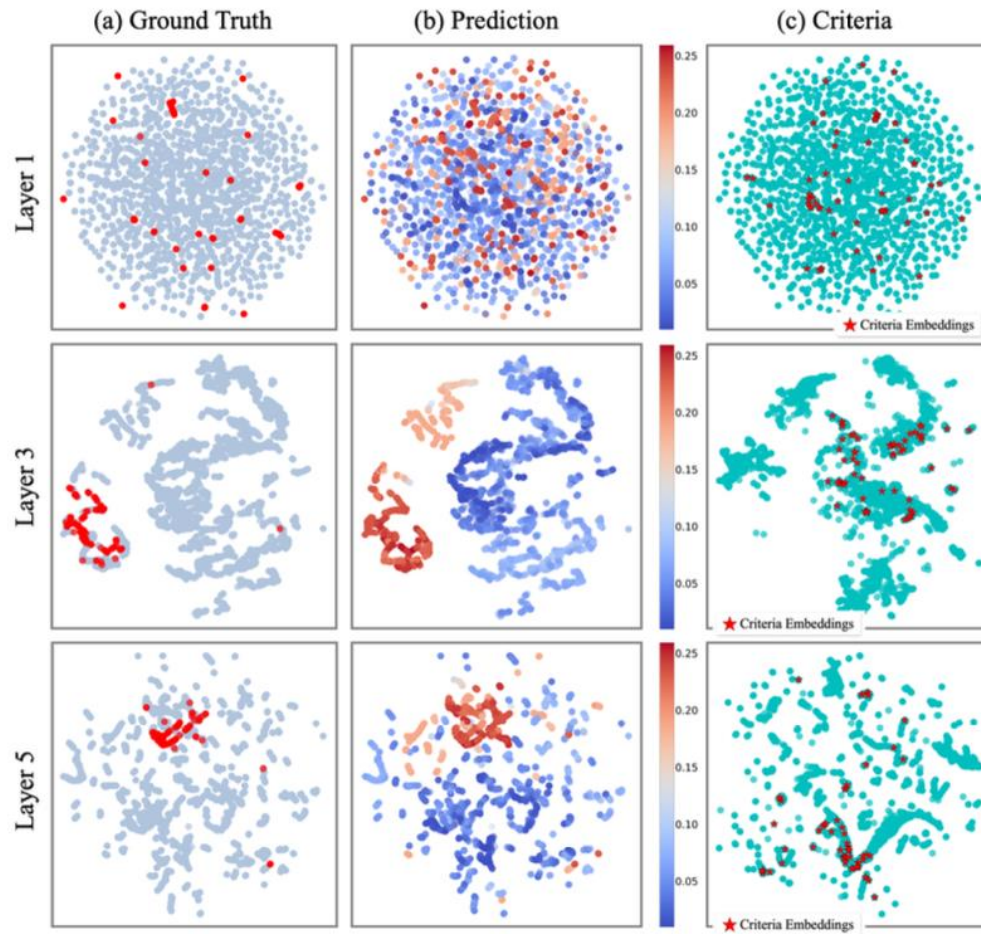 (a) Ground Truth (b) Prediction (c) Criteria
Layer 1
0.25
0.20
0.15
0.10
0.05
★ Criteria Embeddings
Layer 3
0.25
0.20
0.15
0.10
0.05
★ Criteria Embeddings
Layer 5
0.25
0.20
0.15
0.10
0.05
★ Criteria Embeddings